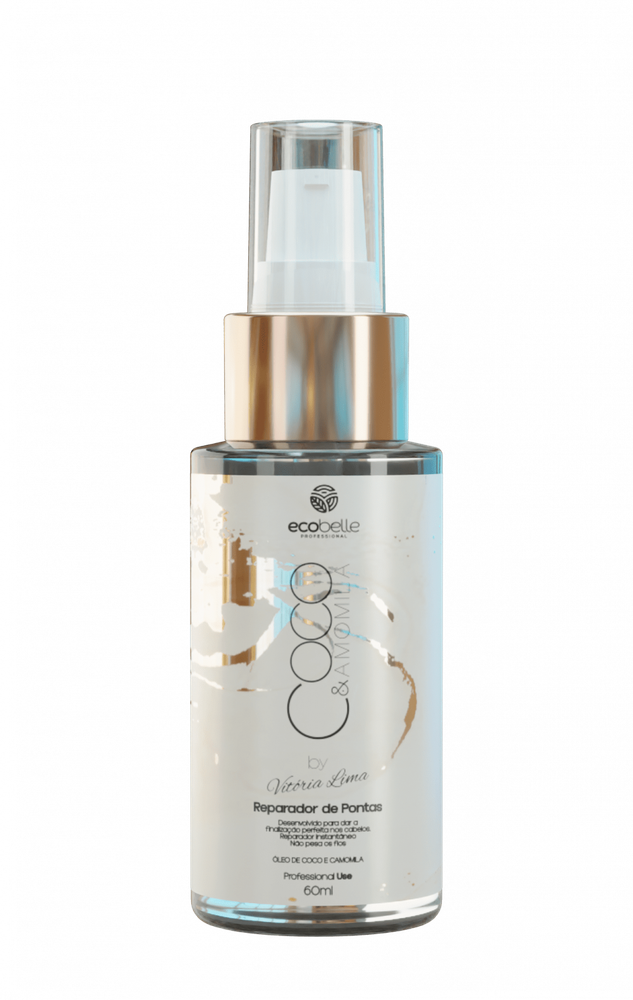 ecobelle
PROFESSIONAL
COCO
&AMOMILLA
by
Vitória Lima
Reparador de Pontas
Desenvolvido para dar a
finalização perfeita nos cabelos.
Reparador instantâneo
Não pesa os fios
ÓLEO DE COCO E CAMOMILA
Professional Use
60ml